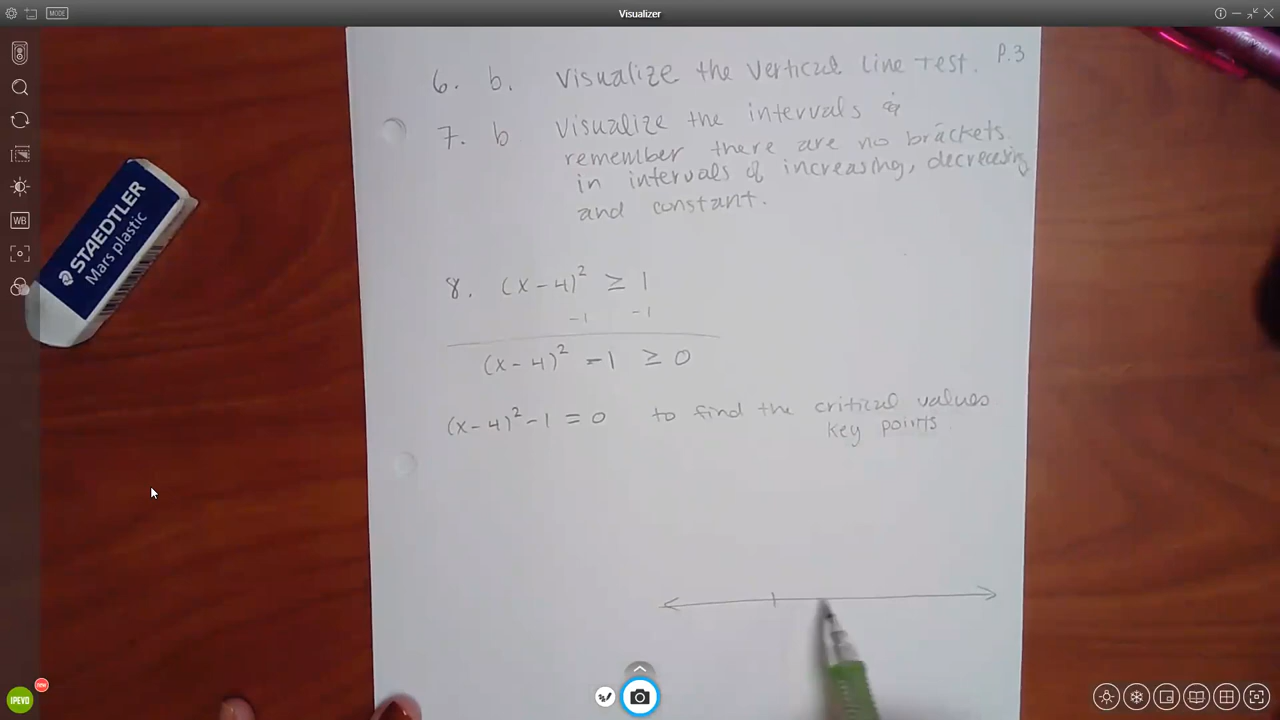 MODE
Visualizer
P.3
6. b. Visualize the vertical line test.
7. b Visualize the intervals &
remember there are no brackets
in intervals of increasing, decreasing
and constant.
STAEDTLER
Mars plastic
8. (x-4)² ≥ 1
-1 -1
(x-4)² -1 ≥ 0
(x-4)² -1 = 0 to find the critical values
key points
WB
IPEVO
new